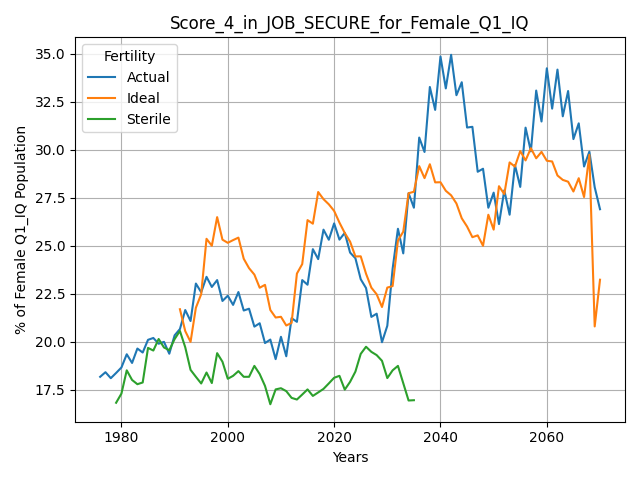 Score_4_in_JOB_SECURE_for_Female_Q1_IQ
Fertility
Actual
Ideal
Sterile
% of Female Q1_IQ Population
35.0
32.5
30.0
27.5
25.0
22.5
20.0
17.5
1980
2000
2020
2040
2060
Years